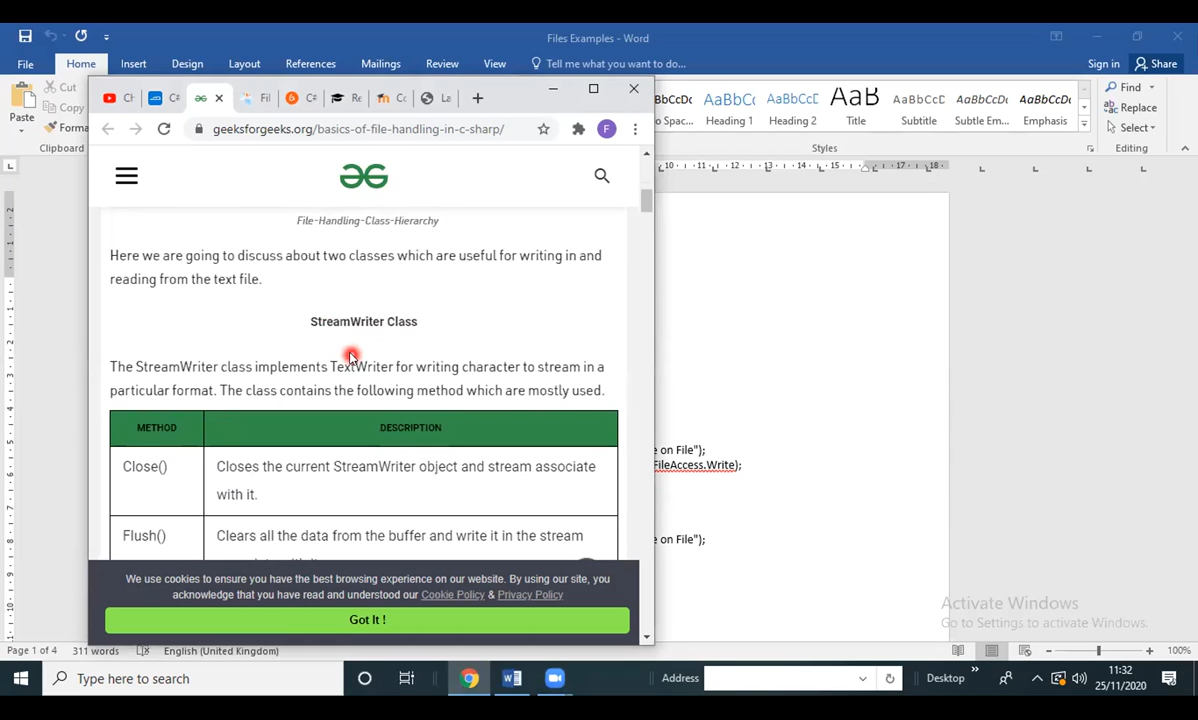 Files Examples - Word
File Home Insert Design Layout References Mailings Review View Tell me what you want to do... Sign in Share
Paste
Cut
Copy
Forma
Clipboard
AaBbCc AaBbCcD AaB AaBbCcD AaBbCcDc AaBbCcDc
o Spac... Heading 1 Heading 2 Title Subtitle Subtle Em... Emphasis
Styles
Find
Replace
Select
Editing
geeksforgeeks.org/basics-of-file-handling-in-c-sharp/
F
File-Handling-Class-Hierarchy
Here we are going to discuss about two classes which are useful for writing in and
reading from the text file.
StreamWriter Class
The StreamWriter class implements TextWriter for writing character to stream in a
particular format. The class contains the following method which are mostly used.
METHOD DESCRIPTION
Close() Closes the current StreamWriter object and stream associate
with it.
Flush() Clears all the data from the buffer and write it in the stream
We use cookies to ensure you have the best browsing experience on our website. By using our site, you
acknowledge that you have read and understood our Cookie Policy & Privacy Policy
Got It !
e on File");
FileAccess.Write);
e on File");
Activate Windows
Go to Settings to activate Windows.
Page 1 of 4 311 words English (United Kingdom) 100%
Type here to search
Address
Desktop
11:32
25/11/2020